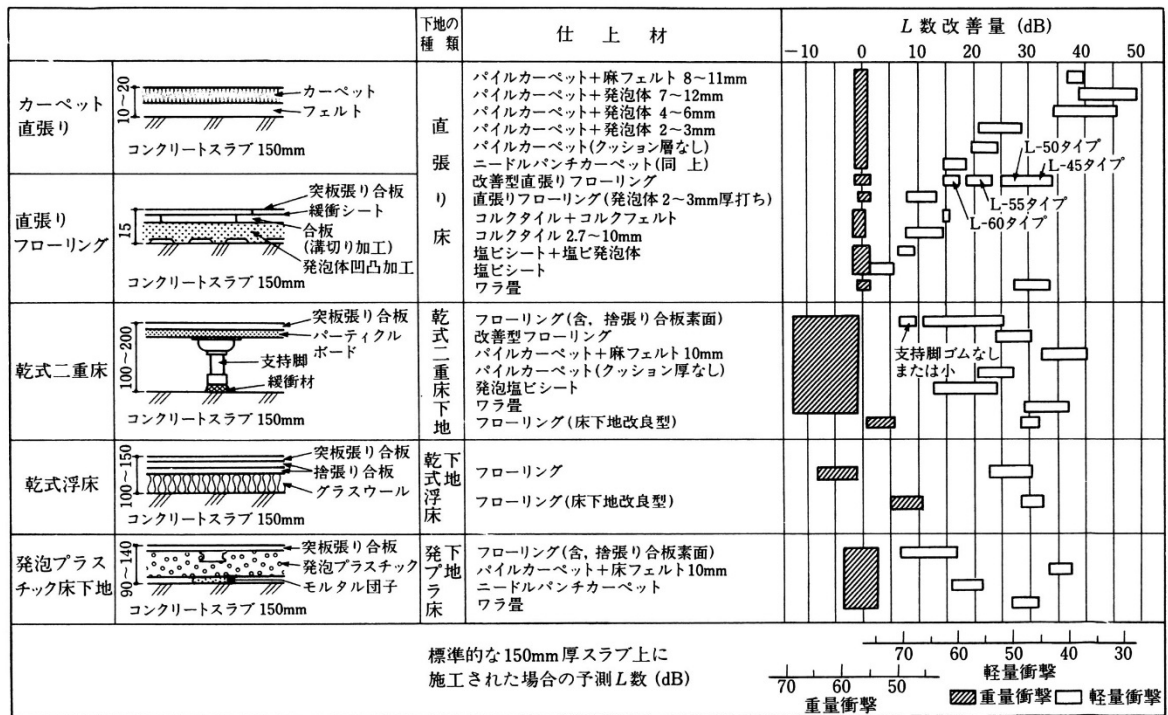 下地の種類
仕上材
L数改善量 (dB)
−10 0 10 20 30 40 50
カーペット直張り
10～20
カーペット
フェルト
コンクリートスラブ 150mm
直張り床
パイルカーペット＋麻フェルト 8～11mm
パイルカーペット＋発泡体 7～12mm
パイルカーペット＋発泡体 4～6mm
パイルカーペット＋発泡体 2～3mm
パイルカーペット(クッション層なし)
ニードルパンチカーペット(同 上)
改善型直張りフローリング
直張りフローリング(発泡体 2～3mm厚打ち)
コルクタイル＋コルクフェルト
コルクタイル 2.7～10mm
塩ビシート＋塩ビ発泡体
塩ビシート
ワラ畳
L-50タイプ
L-45タイプ
L-55タイプ
L-60タイプ
直張りフローリング
15
突板張り合板
緩衝シート
合板
(溝切り加工)
発泡体凹凸加工
コンクリートスラブ 150mm
乾式二重床
100～200
突板張り合板
パーティクルボード
支持脚
緩衝材
コンクリートスラブ 150mm
乾式二重床下地
フローリング(含，捨張り合板素面)
改善型フローリング
パイルカーペット＋麻フェルト 10mm
パイルカーペット(クッション厚なし)
発泡塩ビシート
ワラ畳
フローリング(床下地改良型)
支持脚ゴムなし
または小
乾式浮床
100～150
突板張り合板
捨張り合板
グラスウール
コンクリートスラブ 150mm
乾式浮床下地
フローリング
フローリング(床下地改良型)
発泡プラスチック床下地
90～140
突板張り合板
発泡プラスチック
モルタル団子
コンクリートスラブ 150mm
発プラ床下地
フローリング(含，捨張り合板素面)
パイルカーペット＋床フェルト10mm
ニードルパンチカーペット
ワラ畳
標準的な150mm厚スラブ上に
施工された場合の予測L数 (dB)
70 60 50 40 30
軽量衝撃
70 60 50
重量衝撃
重量衝撃 軽量衝撃